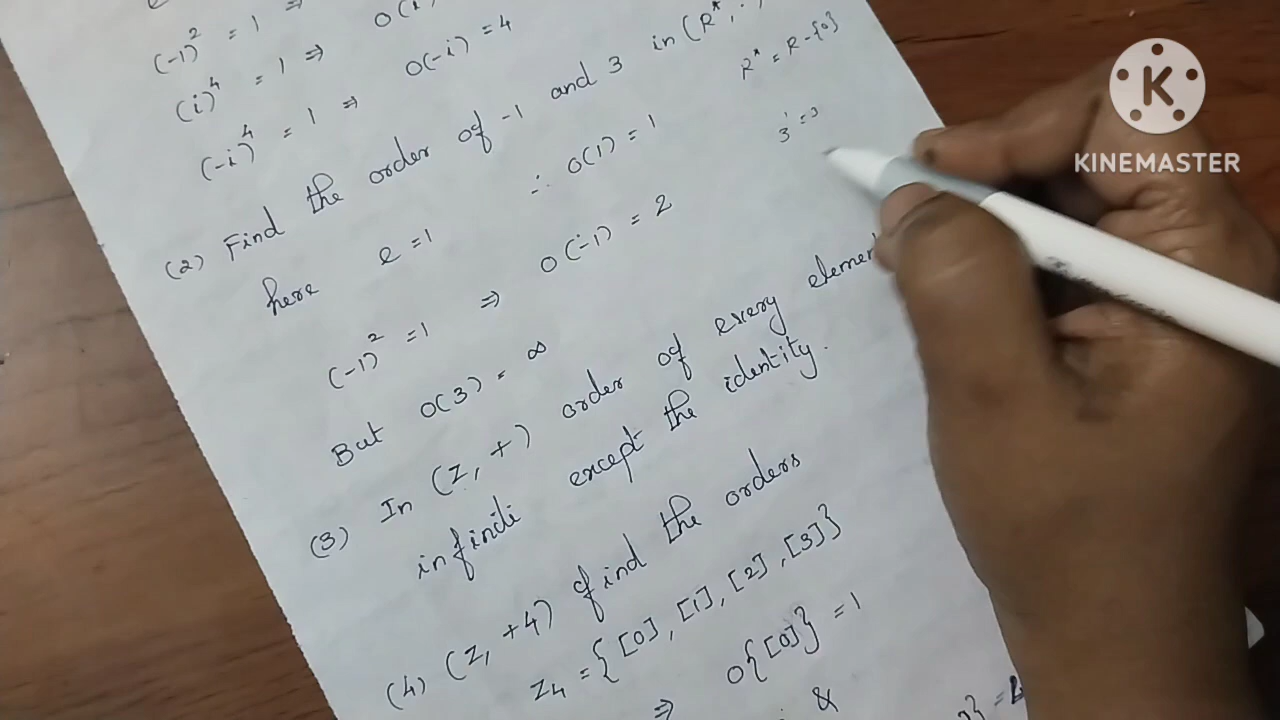 (-1)² = 1 ⇒
(i)⁴ = 1 ⇒ O(i)
(-i)⁴ = 1 ⇒ O(-i) = 4
(2) Find the order of -1 and 3 in (R*, ·)
R* = R - {0}
here e = 1 ∴ O(1) = 1
3¹ = 3
(-1)² = 1 ⇒ O(-1) = 2
But O(3) = ∞
(3) In (Z, +) order of every element
infinite except the identity.
(4) (Z, +4) find the orders
Z4 = {[0], [1], [2], [3]}
⇒ O{[0]} = 1
&
K
KINEMASTER